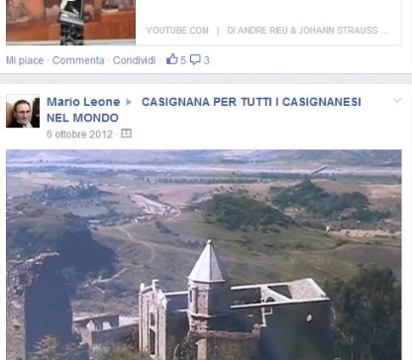 YOUTUBE.COM | DI ANDRE RIEU & JOHANN STRAUSS ...
Mi piace · Commenta · Condividi · 5 3
Mario Leone ▸ CASIGNANA PER TUTTI I CASIGNANESI
NEL MONDO
6 ottobre 2012 ·